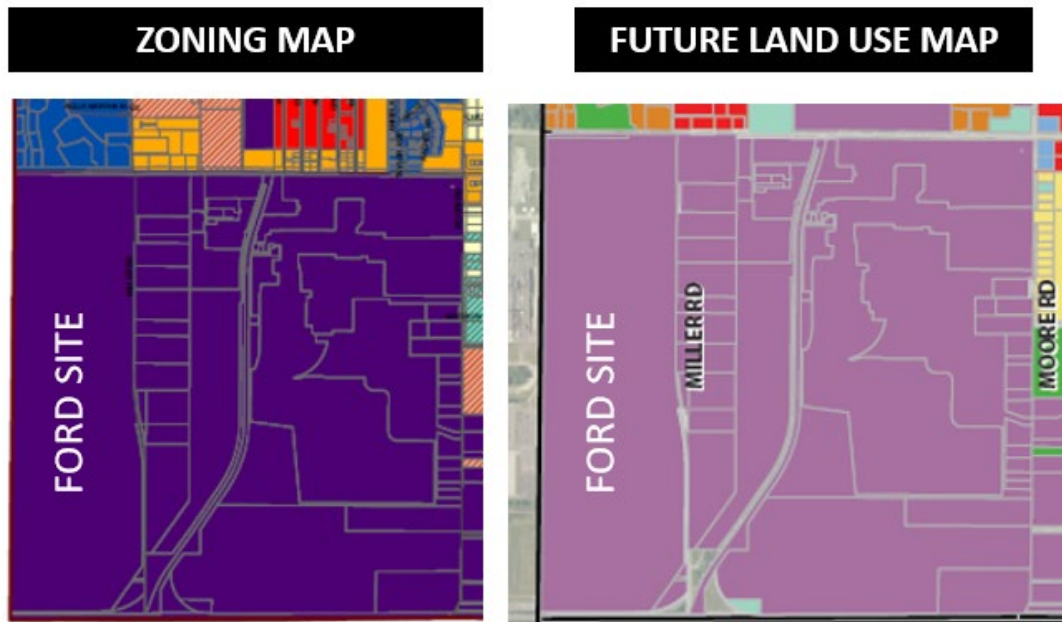 ZONING MAP
FUTURE LAND USE MAP
FORD SITE
FORD SITE
MILLER RD
MOORE RD